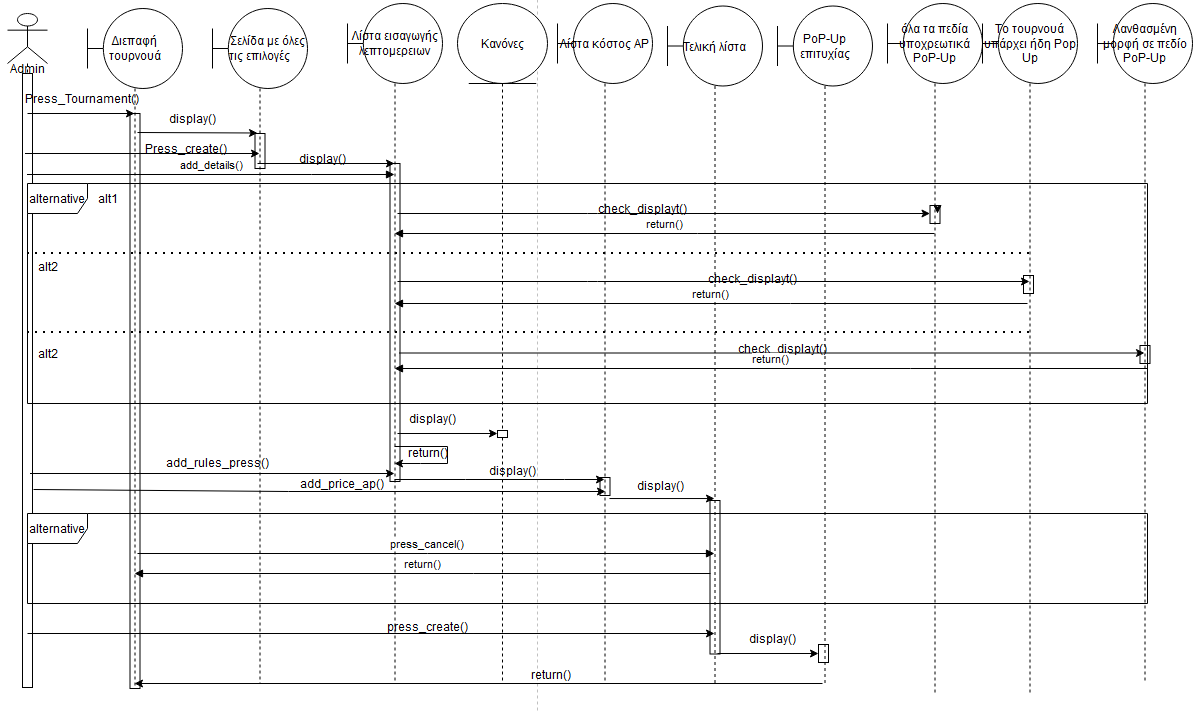 Admin
Διεπαφή
τουρνουά
Σελίδα με όλες
τις επιλογές
Λίστα εισαγωγής
λεπτομερειων
Κανόνες
Λίστα κόστος AP
Τελική λίστα
PoP-Up
επιτυχίας
όλα τα πεδία
υποχρεωτικά
PoP-Up
Το τουρνουά
υπάρχει ήδη Pop
Up
Λανθασμένη
μορφή σε πεδίο
PoP-Up
Press_Tournament()
display()
Press_create()
display()
add_details()
alternative
alt1
check_displayt()
return()
alt2
check_displayt()
return()
alt2
check_displayt()
return()
display()
return()
add_rules_press()
display()
add_price_ap()
display()
alternative
press_cancel()
return()
press_create()
display()
return()